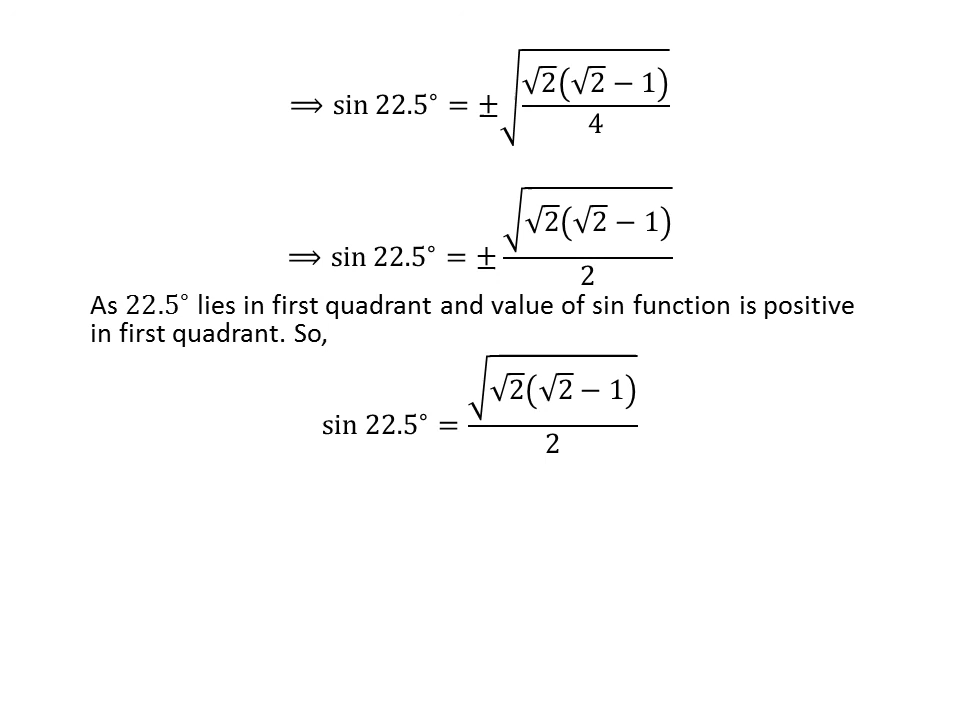 ⟹ sin 22.5° = ±√(√2(√2 − 1)/4)
⟹ sin 22.5° = ±√(√2(√2 − 1))/2
As 22.5° lies in first quadrant and value of sin function is positive
in first quadrant. So,
sin 22.5° = √(√2(√2 − 1))/2